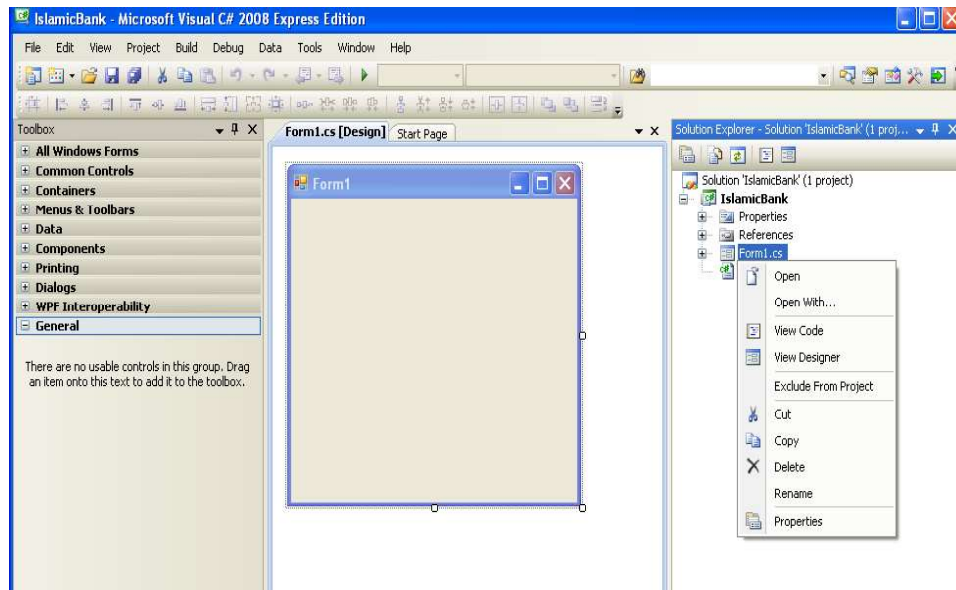 IslamicBank - Microsoft Visual C# 2008 Express Edition
File Edit View Project Build Debug Data Tools Window Help
Toolbox
All Windows Forms
Common Controls
Containers
Menus & Toolbars
Data
Components
Printing
Dialogs
WPF Interoperability
General
There are no usable controls in this group. Drag
an item onto this text to add it to the toolbox.
Form1.cs [Design] Start Page
Form1
Solution Explorer - Solution 'IslamicBank' (1 proj...
Solution 'IslamicBank' (1 project)
IslamicBank
Properties
References
Form1.cs
Open
Open With...
View Code
View Designer
Exclude From Project
Cut
Copy
Delete
Rename
Properties